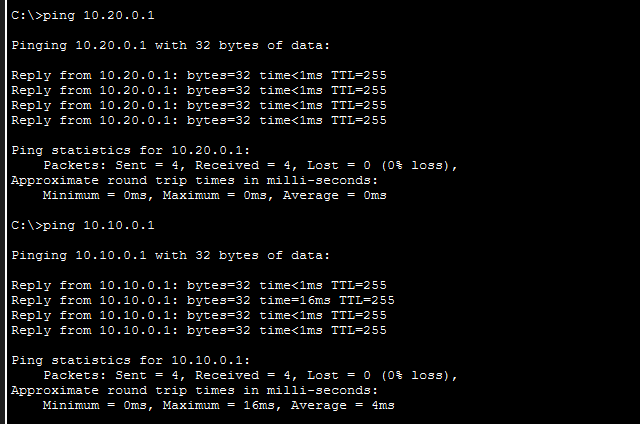 C:\>ping 10.20.0.1
Pinging 10.20.0.1 with 32 bytes of data:
Reply from 10.20.0.1: bytes=32 time<1ms TTL=255
Reply from 10.20.0.1: bytes=32 time<1ms TTL=255
Reply from 10.20.0.1: bytes=32 time<1ms TTL=255
Reply from 10.20.0.1: bytes=32 time<1ms TTL=255
Ping statistics for 10.20.0.1:
    Packets: Sent = 4, Received = 4, Lost = 0 (0% loss),
Approximate round trip times in milli-seconds:
    Minimum = 0ms, Maximum = 0ms, Average = 0ms
C:\>ping 10.10.0.1
Pinging 10.10.0.1 with 32 bytes of data:
Reply from 10.10.0.1: bytes=32 time<1ms TTL=255
Reply from 10.10.0.1: bytes=32 time=16ms TTL=255
Reply from 10.10.0.1: bytes=32 time<1ms TTL=255
Reply from 10.10.0.1: bytes=32 time<1ms TTL=255
Ping statistics for 10.10.0.1:
    Packets: Sent = 4, Received = 4, Lost = 0 (0% loss),
Approximate round trip times in milli-seconds:
    Minimum = 0ms, Maximum = 16ms, Average = 4ms